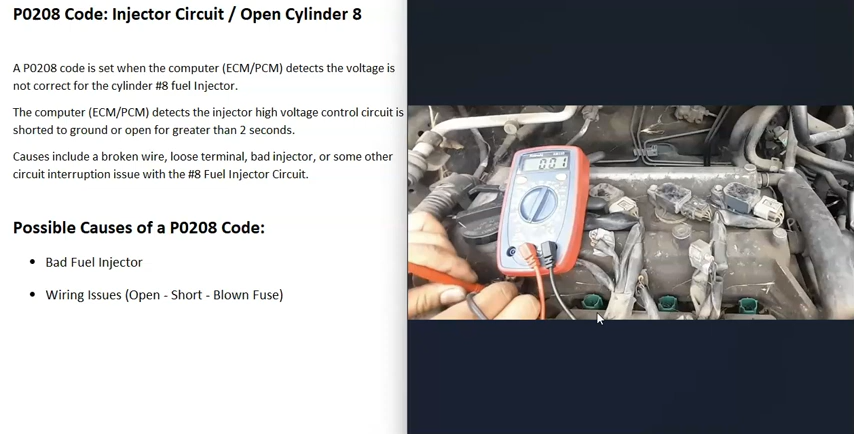 P0208 Code: Injector Circuit / Open Cylinder 8
A P0208 code is set when the computer (ECM/PCM) detects the voltage is
not correct for the cylinder #8 fuel Injector.
The computer (ECM/PCM) detects the injector high voltage control circuit is
shorted to ground or open for greater than 2 seconds.
Causes include a broken wire, loose terminal, bad injector, or some other
circuit interruption issue with the #8 Fuel Injector Circuit.
Possible Causes of a P0208 Code:
• Bad Fuel Injector
• Wiring Issues (Open - Short - Blown Fuse)
001